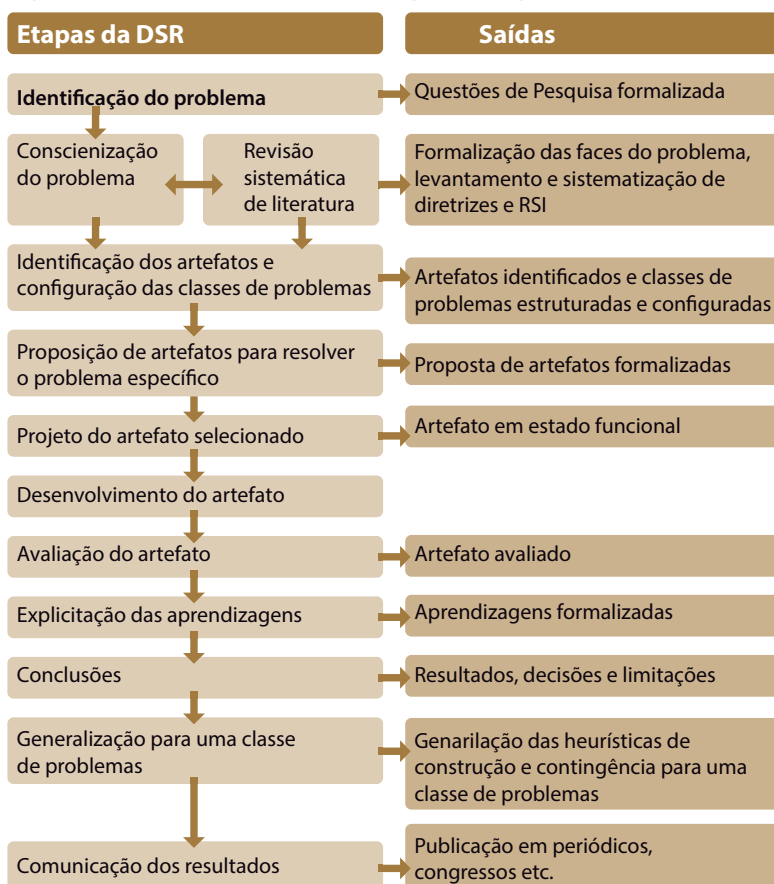 Etapas da DSR
Saídas
Identificação do problema
Questões de Pesquisa formalizada
Conscienização
do problema
Revisão
sistemática
de literatura
Formalização das faces do problema,
levantamento e sistematização de
diretrizes e RSI
Identificação dos artefatos e
configuração das classes de problemas
Artefatos identificados e classes de
problemas estruturadas e configuradas
Proposição de artefatos para resolver
o problema específico
Proposta de artefatos formalizadas
Projeto do artefato selecionado
Artefato em estado funcional
Desenvolvimento do artefato
Avaliação do artefato
Artefato avaliado
Explicitação das aprendizagens
Aprendizagens formalizadas
Conclusões
Resultados, decisões e limitações
Generalização para uma classe
de problemas
Genarilação das heurísticas de
construção e contingência para uma
classe de problemas
Comunicação dos resultados
Publicação em periódicos,
congressos etc.